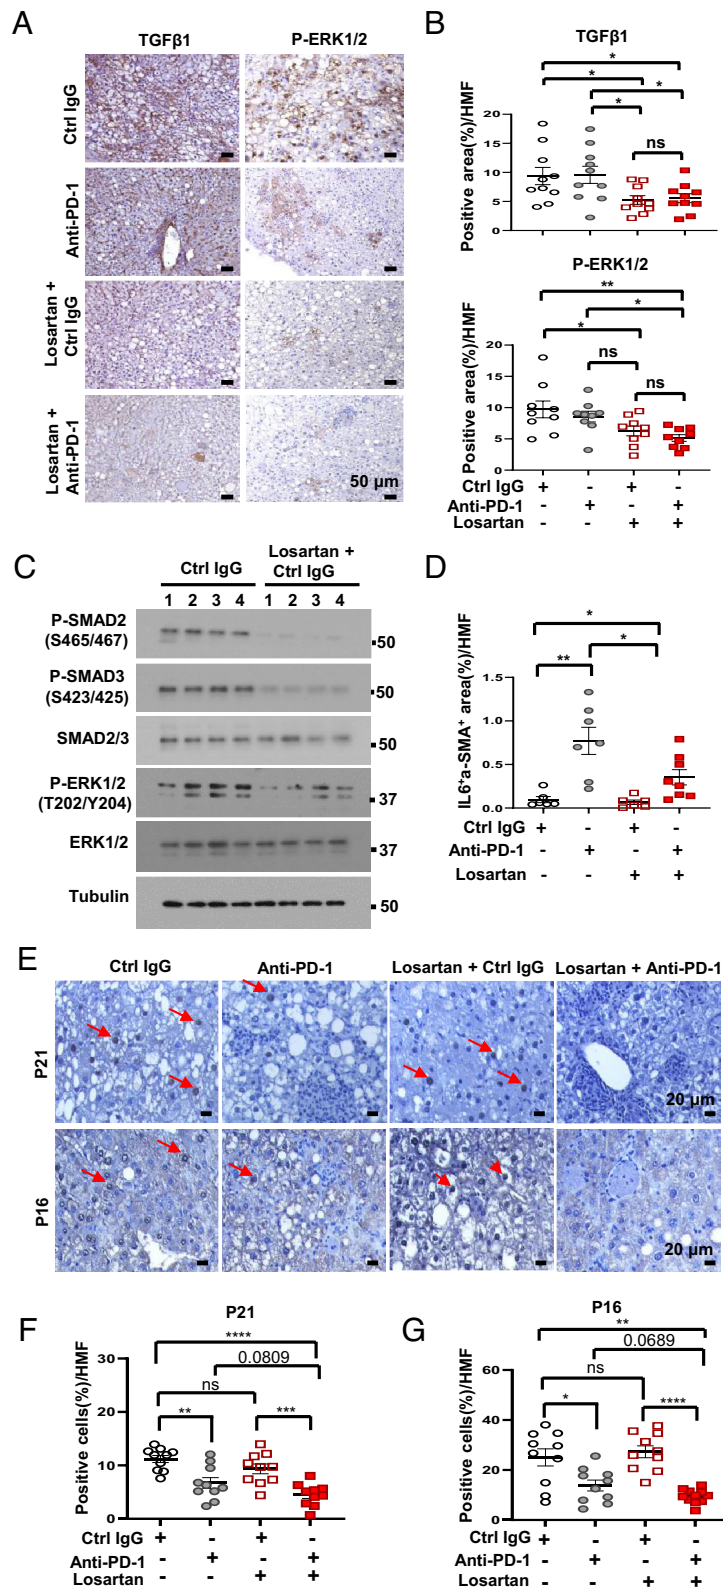 A
TGFβ1
P-ERK1/2
Ctrl IgG
Anti-PD-1
Losartan +
Ctrl IgG
Losartan +
Anti-PD-1
50 µm
B
TGFβ1
*
*
*
*
ns
Positive area(%)/HMF
20
15
10
5
0
P-ERK1/2
**
*
*
ns
ns
Positive area(%)/HMF
20
15
10
5
0
Ctrl IgG + - + -
Anti-PD-1 - + - +
Losartan - - + +
C
Ctrl IgG
Losartan +
Ctrl IgG
1 2 3 4 1 2 3 4
P-SMAD2
(S465/467)
50
P-SMAD3
(S423/425)
50
SMAD2/3
50
P-ERK1/2
(T202/Y204)
37
ERK1/2
37
Tubulin
50
D
*
*
**
IL6⁺a-SMA⁺ area(%)/HMF
1.5
1.0
0.5
0.0
Ctrl IgG + - + -
Anti-PD-1 - + - +
Losartan - - + +
E
Ctrl IgG
Anti-PD-1
Losartan + Ctrl IgG
Losartan + Anti-PD-1
P21
20 µm
P16
20 µm
F
P21
****
0.0809
ns
**
***
Positive cells(%)/HMF
30
20
10
0
Ctrl IgG + - + -
Anti-PD-1 - + - +
Losartan - - + +
G
P16
**
0.0689
ns
*
****
Positive cells(%)/HMF
60
40
20
0
Ctrl IgG + - + -
Anti-PD-1 - + - +
Losartan - - + +